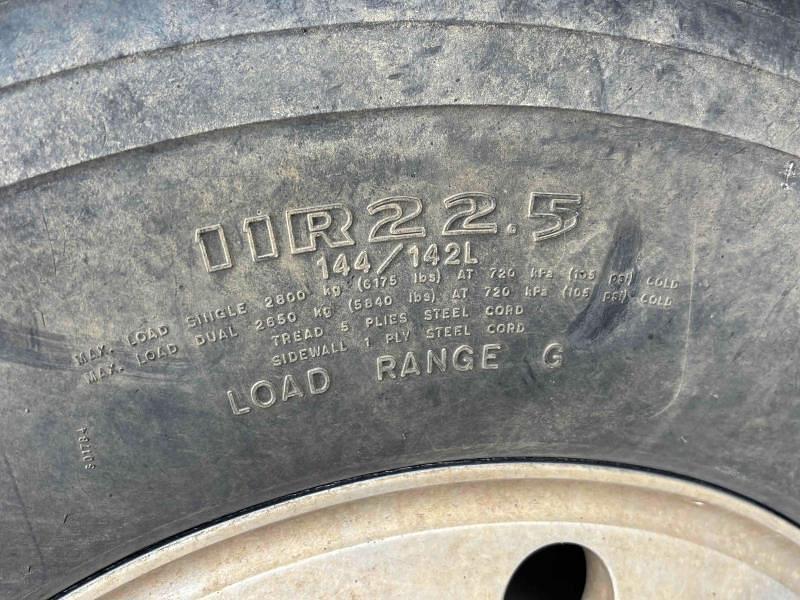 11R22.5
144/142L
MAX. LOAD SINGLE 2800 kg (6175 lbs) AT 720 kPa (105 PSI) COLD
MAX. LOAD DUAL 2650 kg (5840 lbs) AT 720 kPa (105 PSI) COLD
TREAD 5 PLIES STEEL CORD
SIDEWALL 1 PLY STEEL CORD
LOAD RANGE G